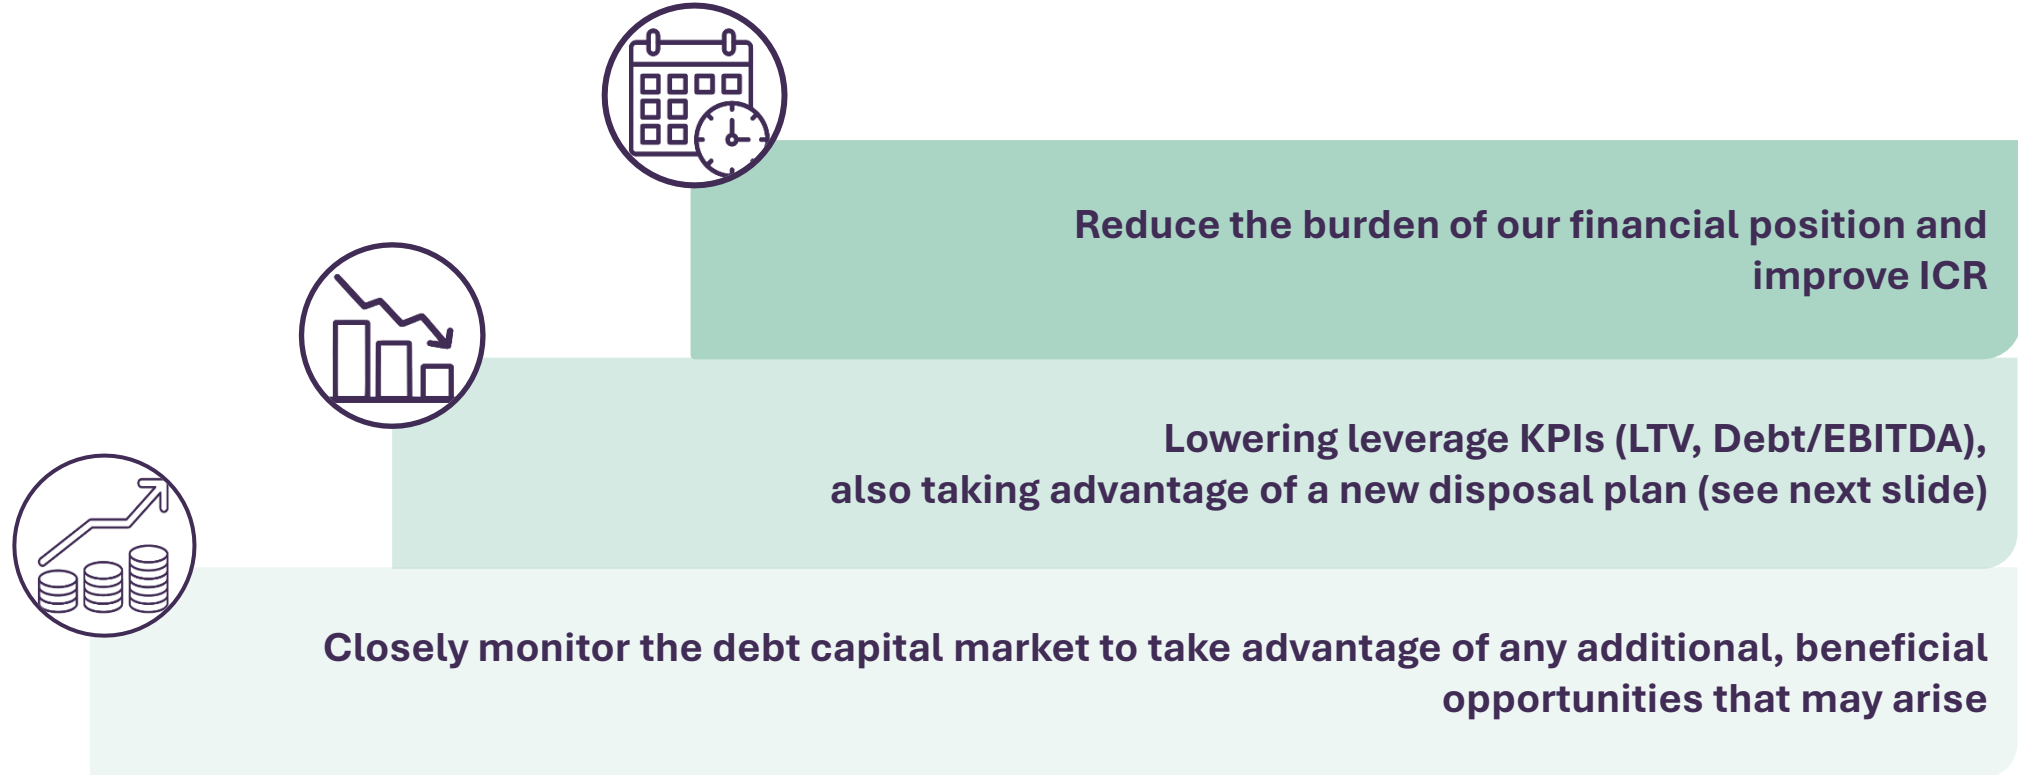 Reduce the burden of our financial position and
improve ICR
Lowering leverage KPIs (LTV, Debt/EBITDA),
also taking advantage of a new disposal plan (see next slide)
Closely monitor the debt capital market to take advantage of any additional, beneficial
opportunities that may arise